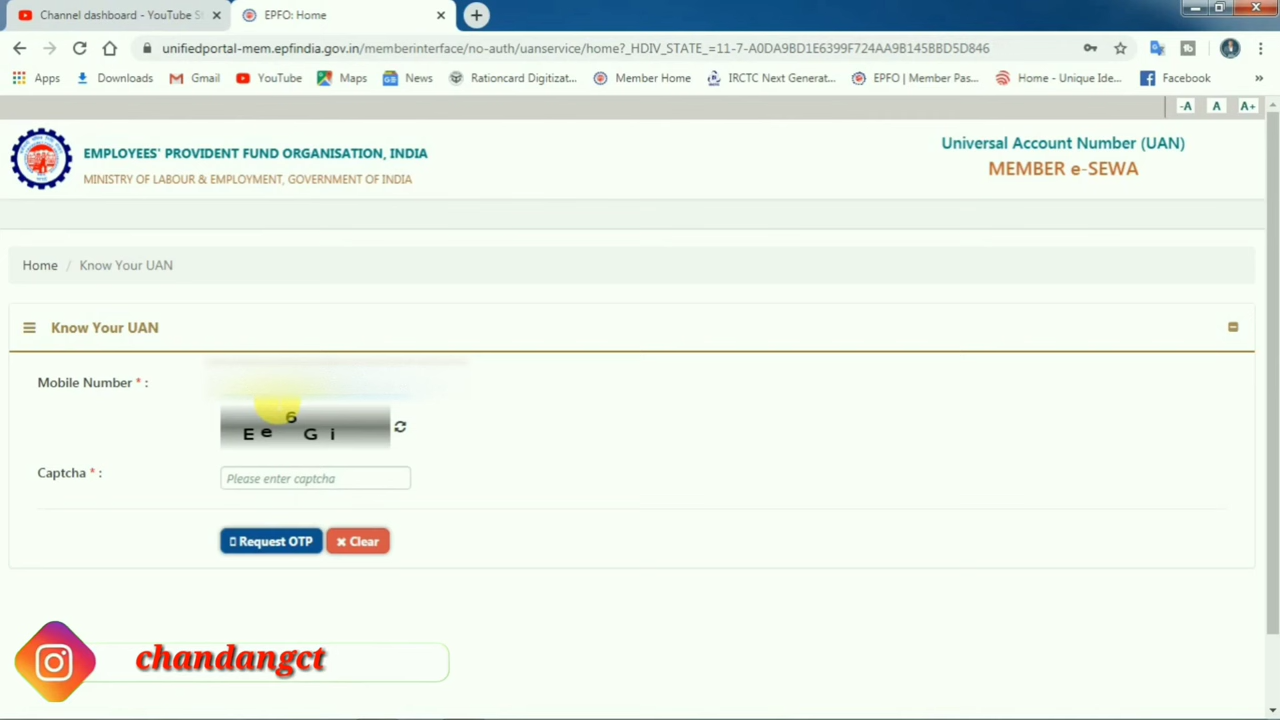 Channel dashboard - YouTube St
EPFO: Home
unifiedportal-mem.epfindia.gov.in/memberinterface/no-auth/uanservice/home?_HDIV_STATE_=11-7-A0DA9BD1E6399F724AA9B145BBD5D846
Apps Downloads Gmail YouTube Maps News Rationcard Digitizat... Member Home IRCTC Next Generat... EPFO | Member Pas... Home - Unique Ide... Facebook »
-A A A+
EMPLOYEES' PROVIDENT FUND ORGANISATION, INDIA
MINISTRY OF LABOUR & EMPLOYMENT, GOVERNMENT OF INDIA
Universal Account Number (UAN)
MEMBER e-SEWA
Home / Know Your UAN
Know Your UAN
Mobile Number * :
Ee6Gi
Captcha * :
Please enter captcha
Request OTP
Clear
chandangct